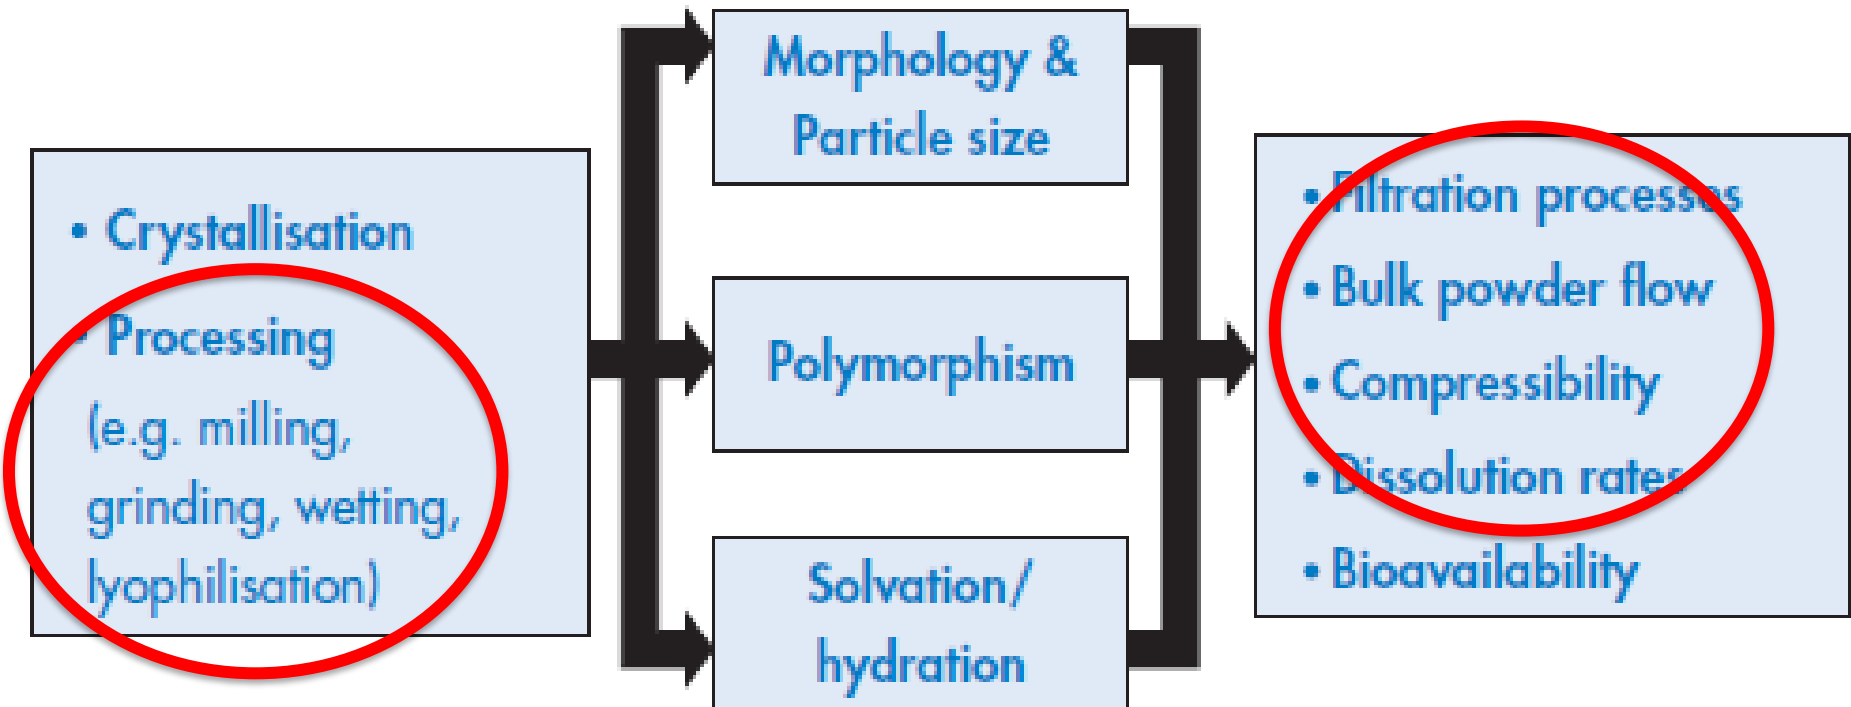 • Crystallisation
• Processing
(e.g. milling,
grinding, wetting,
lyophilisation)
Morphology &
Particle size
Polymorphism
Solvation/
hydration
• Filtration processes
• Bulk powder flow
• Compressibility
• Dissolution rates
• Bioavailability